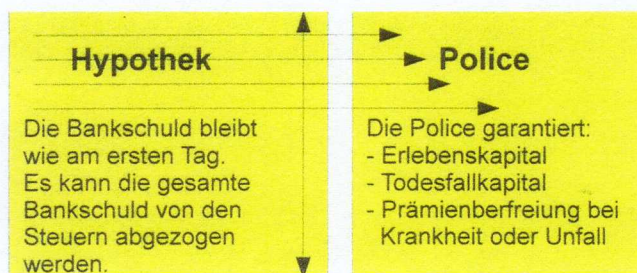 Hypothek
Die Bankschuld bleibt
wie am ersten Tag.
Es kann die gesamte
Bankschuld von den
Steuern abgezogen
werden.
Police
Die Police garantiert:
- Erlebenskapital
- Todesfallkapital
- Prämienberfreiung bei
Krankheit oder Unfall